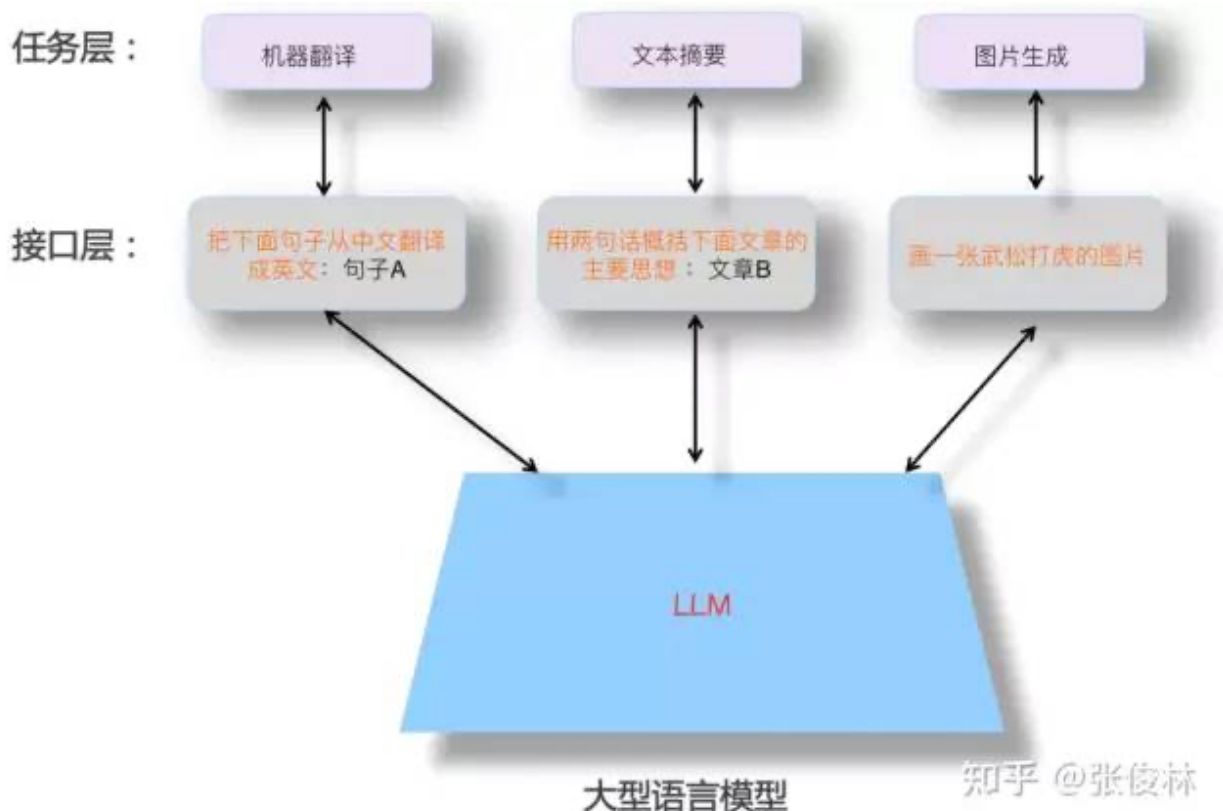 任务层：
机器翻译
文本摘要
图片生成
接口层：
把下面句子从中文翻译
成英文：句子A
用两句话概括下面文章的
主要思想：文章B
画一张武松打虎的图片
LLM
大型语言模型
知乎 @张俊林